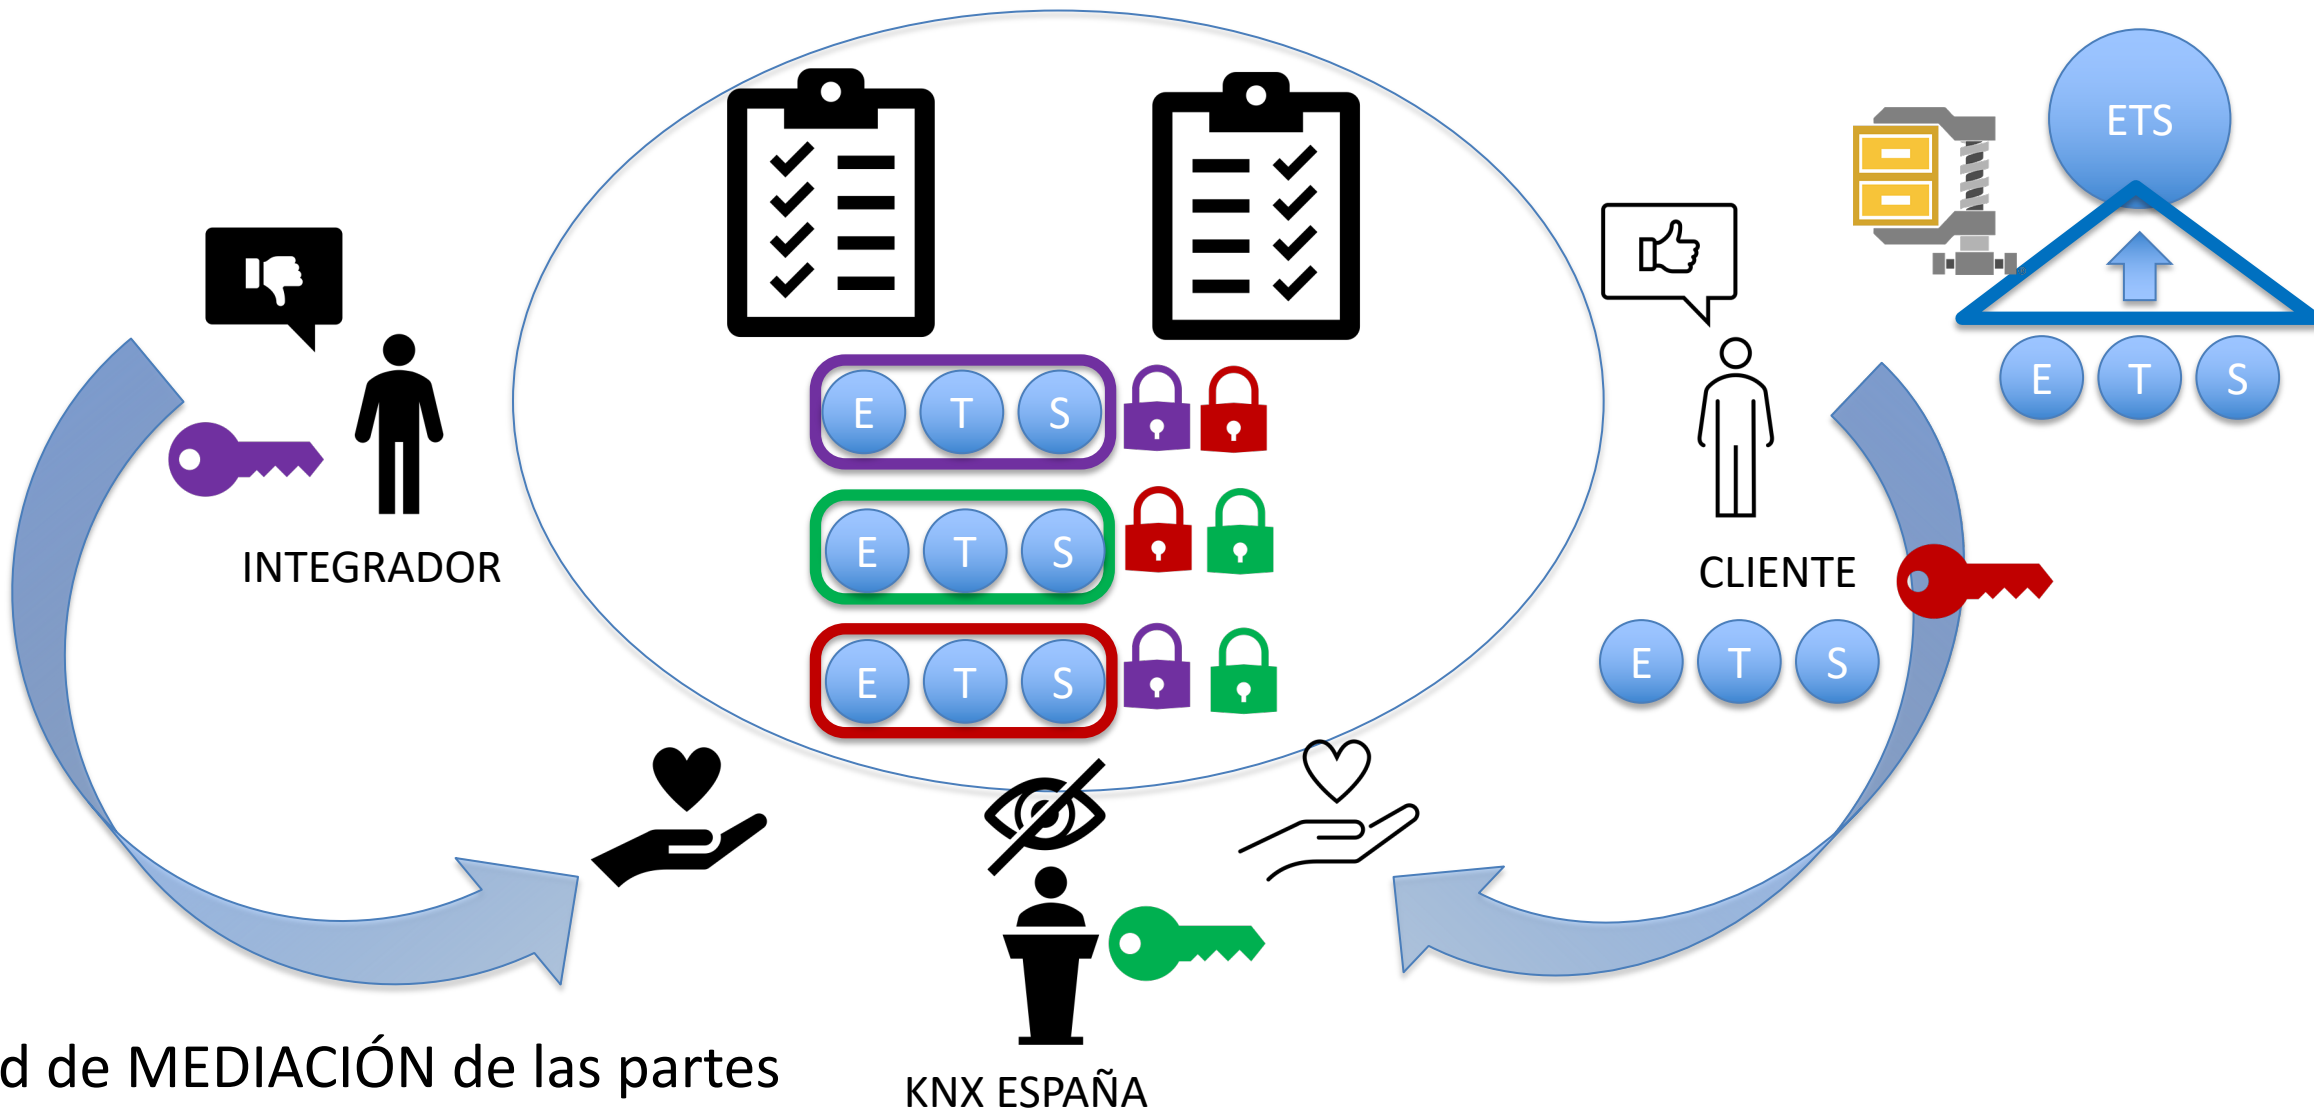 ETS
E T S
E T S
INTEGRADOR
E T S
CLIENTE
E T S
E T S
d de MEDIACIÓN de las partes
KNX ESPAÑA